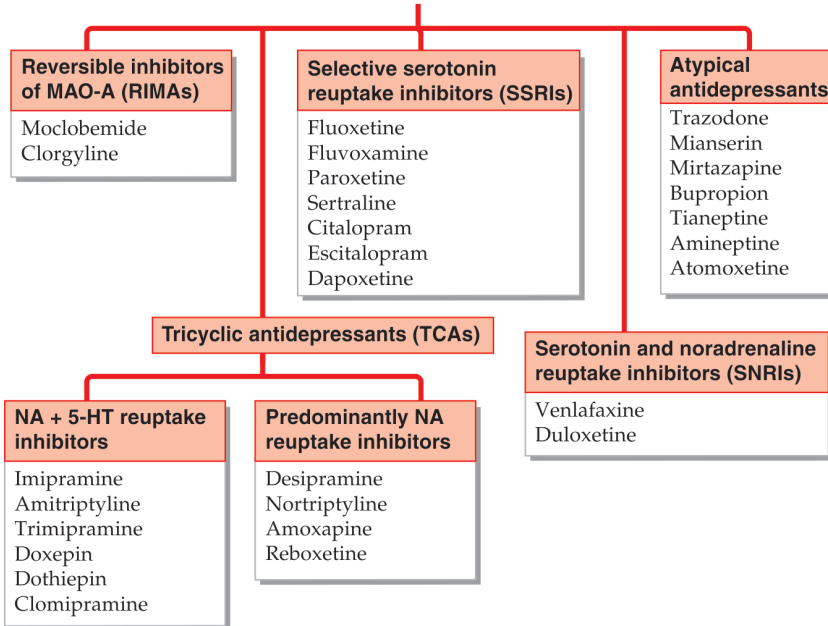 Reversible inhibitors
of MAO-A (RIMAs)
Moclobemide
Clorgyline
Selective serotonin
reuptake inhibitors (SSRIs)
Fluoxetine
Fluvoxamine
Paroxetine
Sertraline
Citalopram
Escitalopram
Dapoxetine
Atypical
antidepressants
Trazodone
Mianserin
Mirtazapine
Bupropion
Tianeptine
Amineptine
Atomoxetine
Tricyclic antidepressants (TCAs)
Serotonin and noradrenaline
reuptake inhibitors (SNRIs)
Venlafaxine
Duloxetine
NA + 5-HT reuptake
inhibitors
Imipramine
Amitriptyline
Trimipramine
Doxepin
Dothiepin
Clomipramine
Predominantly NA
reuptake inhibitors
Desipramine
Nortriptyline
Amoxapine
Reboxetine